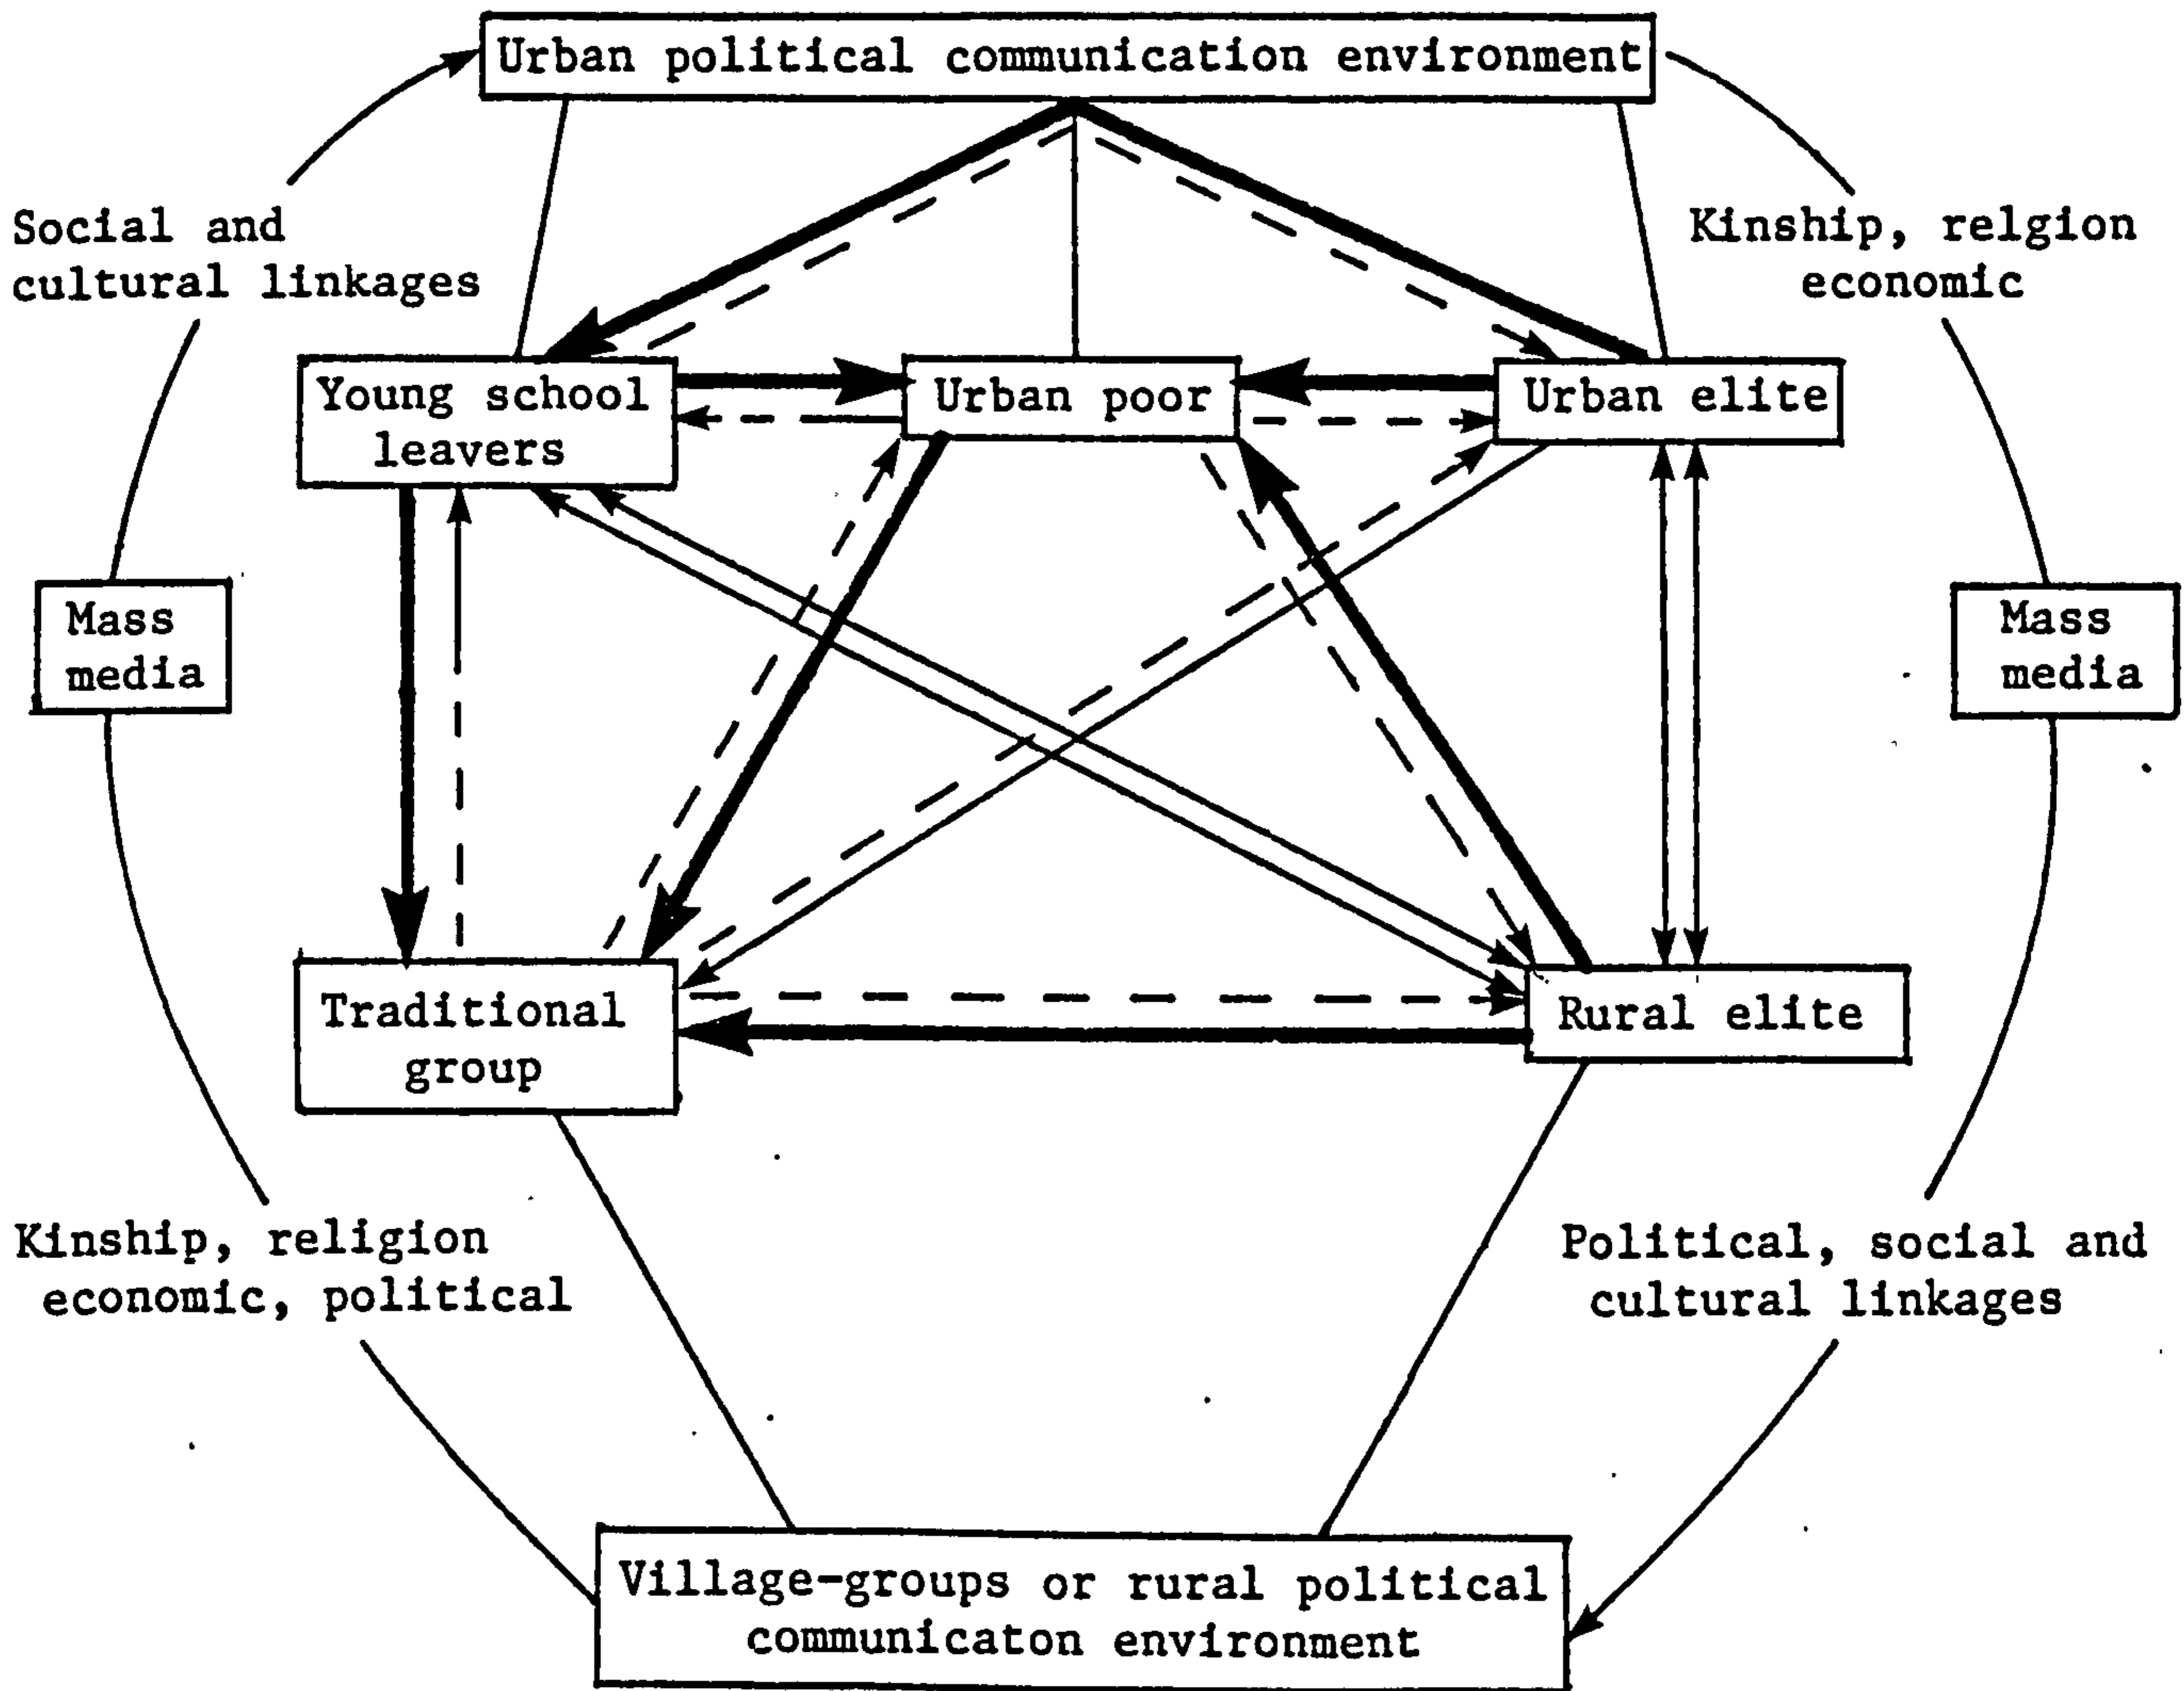 Urban political communication environment
Social and
cultural linkages
Kinship, relgion
economic
Young school
leavers
Urban poor
Urban elite
Mass
media
Mass
media
Traditional
group
Rural elite
Kinship, religion
economic, political
Political, social and
cultural linkages
Village-groups or rural political
communicaton environment